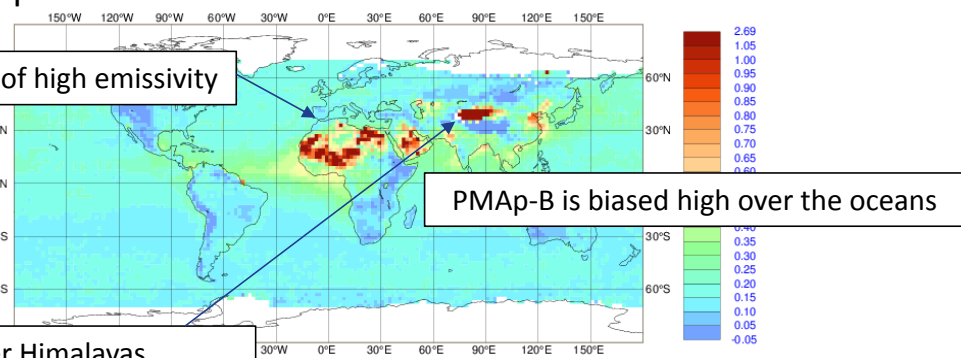 150°W 120°W 90°W 60°W 30°W 0°E 30°E 60°E 90°E 120°E 150°E
2.69
1.05
1.00
0.95
0.90
0.85
0.80
0.75
0.70
0.65
0.60
of high emissivity
60°N
N 30°N
N
PMAp-B is biased high over the oceans
S 30°S
S 60°S
0.40
0.35
0.30
0.25
0.20
0.15
0.10
0.05
-0.05
r Himalayas
30°W 0°E 30°E 60°E 90°E 120°E 150°E